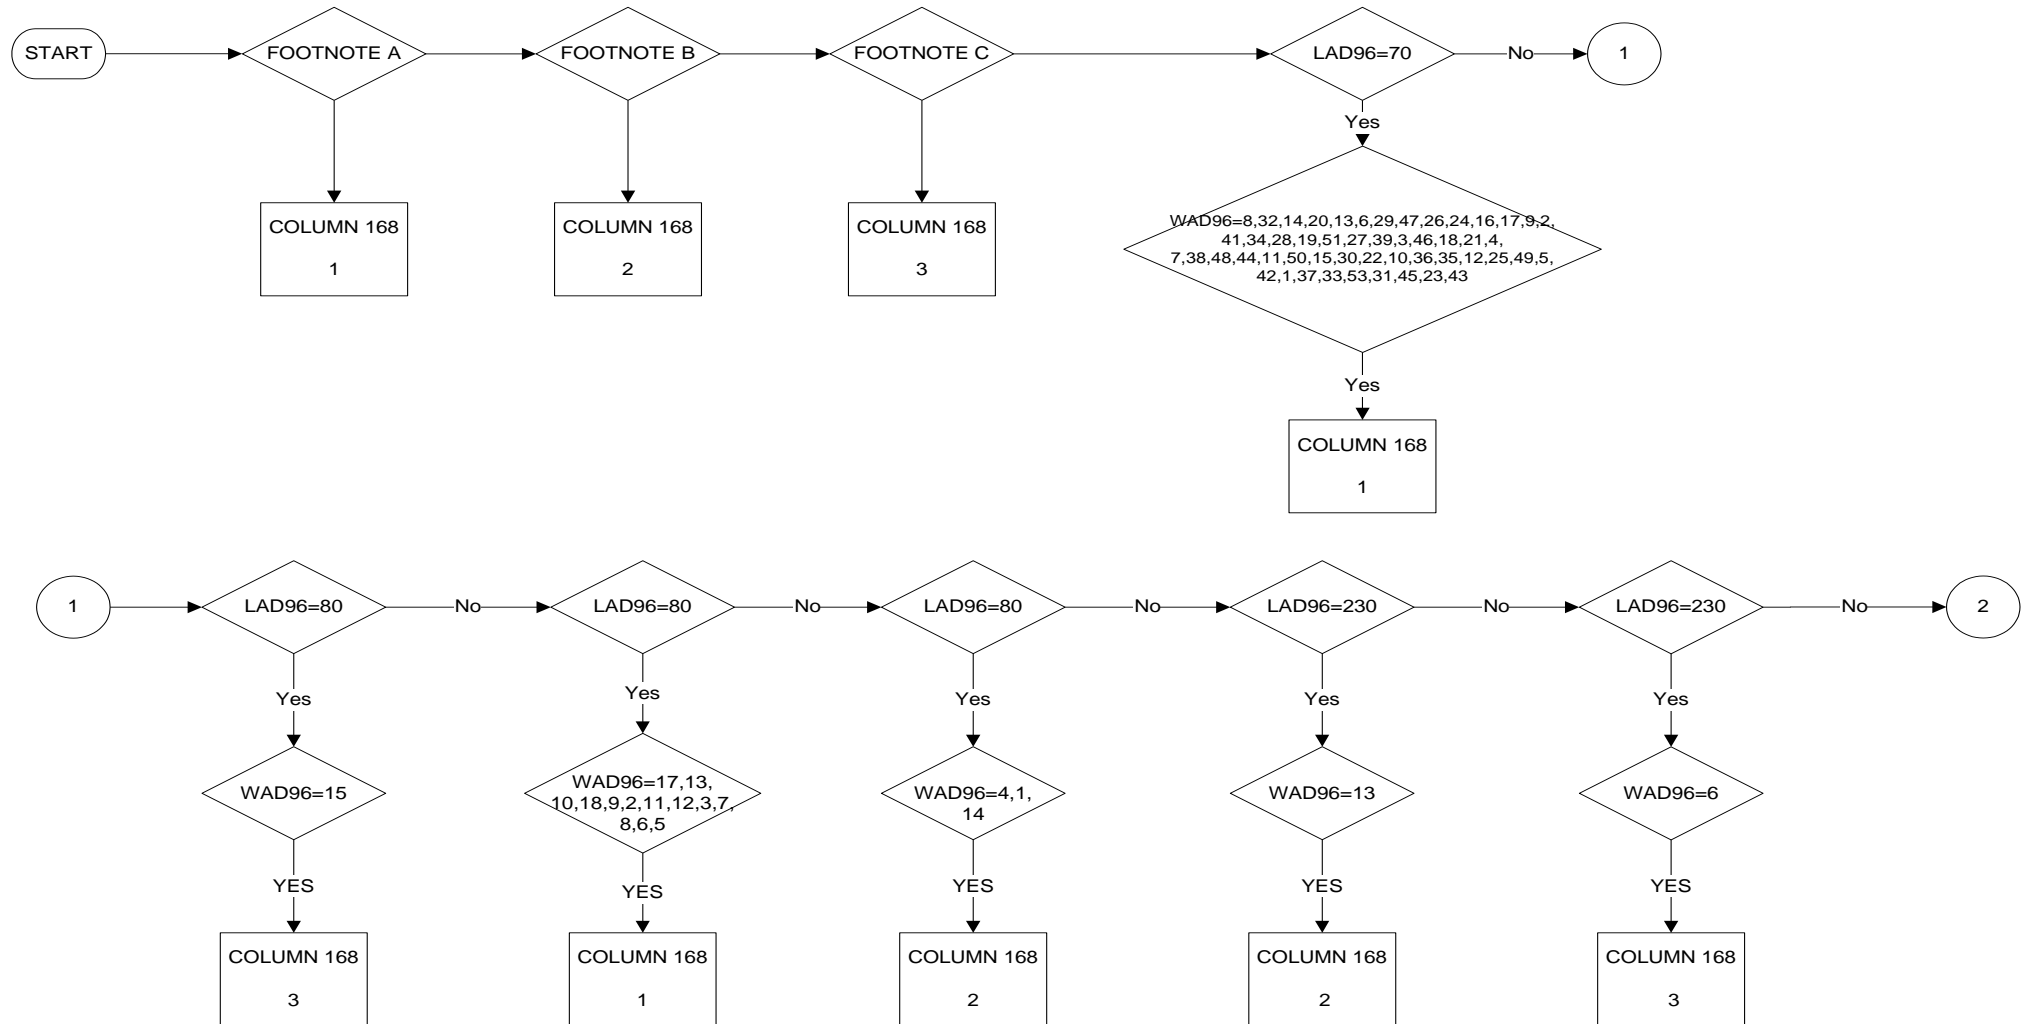 START
FOOTNOTE A
FOOTNOTE B
FOOTNOTE C
LAD96=70
No
1
Yes
COLUMN 168
1
COLUMN 168
2
COLUMN 168
3
WAD96=8,32,14,20,13,6,29,47,26,24,16,17,9,2,
41,34,28,19,51,27,39,3,46,18,21,4,
7,38,48,44,11,50,15,30,22,10,36,35,12,25,49,5,
42,1,37,33,53,31,45,23,43
Yes
COLUMN 168
1
1
LAD96=80
No
LAD96=80
No
LAD96=80
No
LAD96=230
No
LAD96=230
No
2
Yes
Yes
Yes
Yes
Yes
WAD96=15
WAD96=17,13,
10,18,9,2,11,12,3,7,
8,6,5
WAD96=4,1,
14
WAD96=13
WAD96=6
YES
YES
YES
YES
YES
COLUMN 168
3
COLUMN 168
1
COLUMN 168
2
COLUMN 168
2
COLUMN 168
3